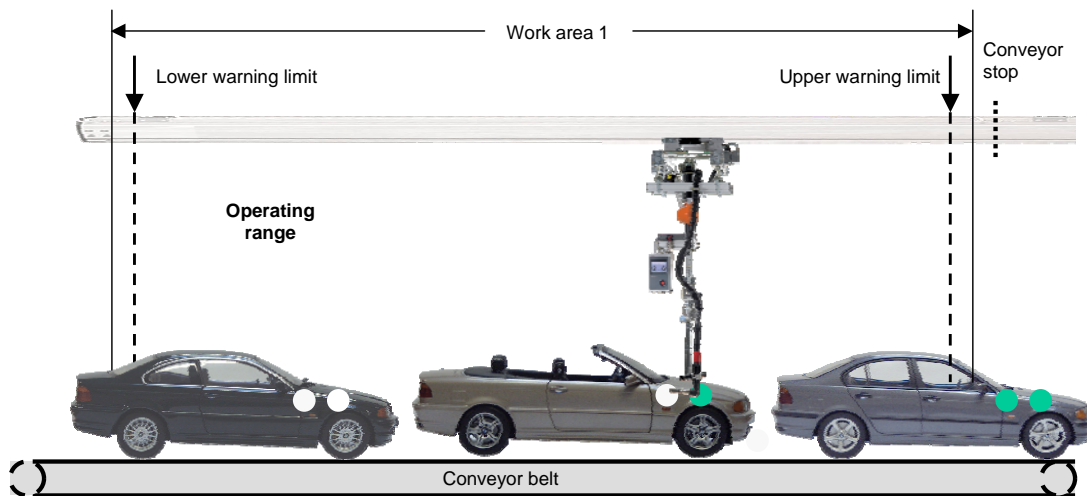 Work area 1
Lower warning limit
Upper warning limit
Conveyor
stop
Operating
range
Conveyor belt